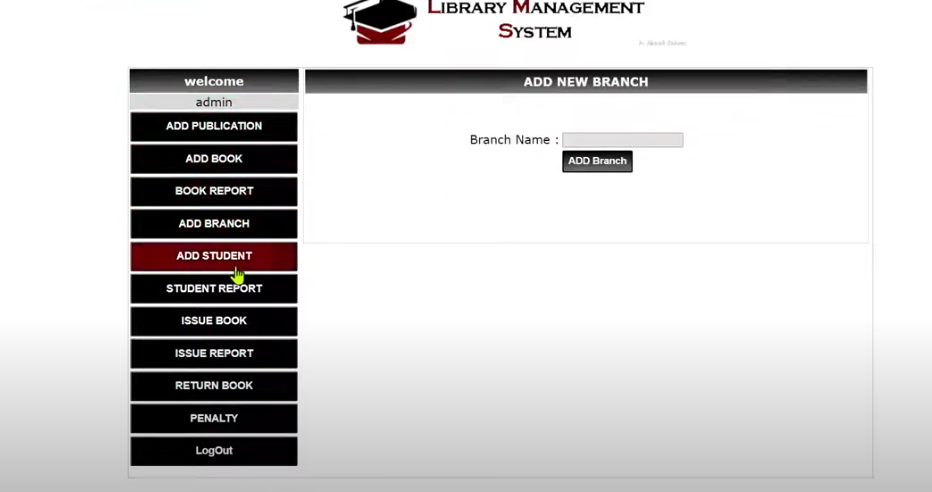 LIBRARY MANAGEMENT
SYSTEM
welcome
admin
ADD PUBLICATION
ADD BOOK
BOOK REPORT
ADD BRANCH
ADD STUDENT
STUDENT REPORT
ISSUE BOOK
ISSUE REPORT
RETURN BOOK
PENALTY
LogOut
ADD NEW BRANCH
Branch Name :
ADD Branch